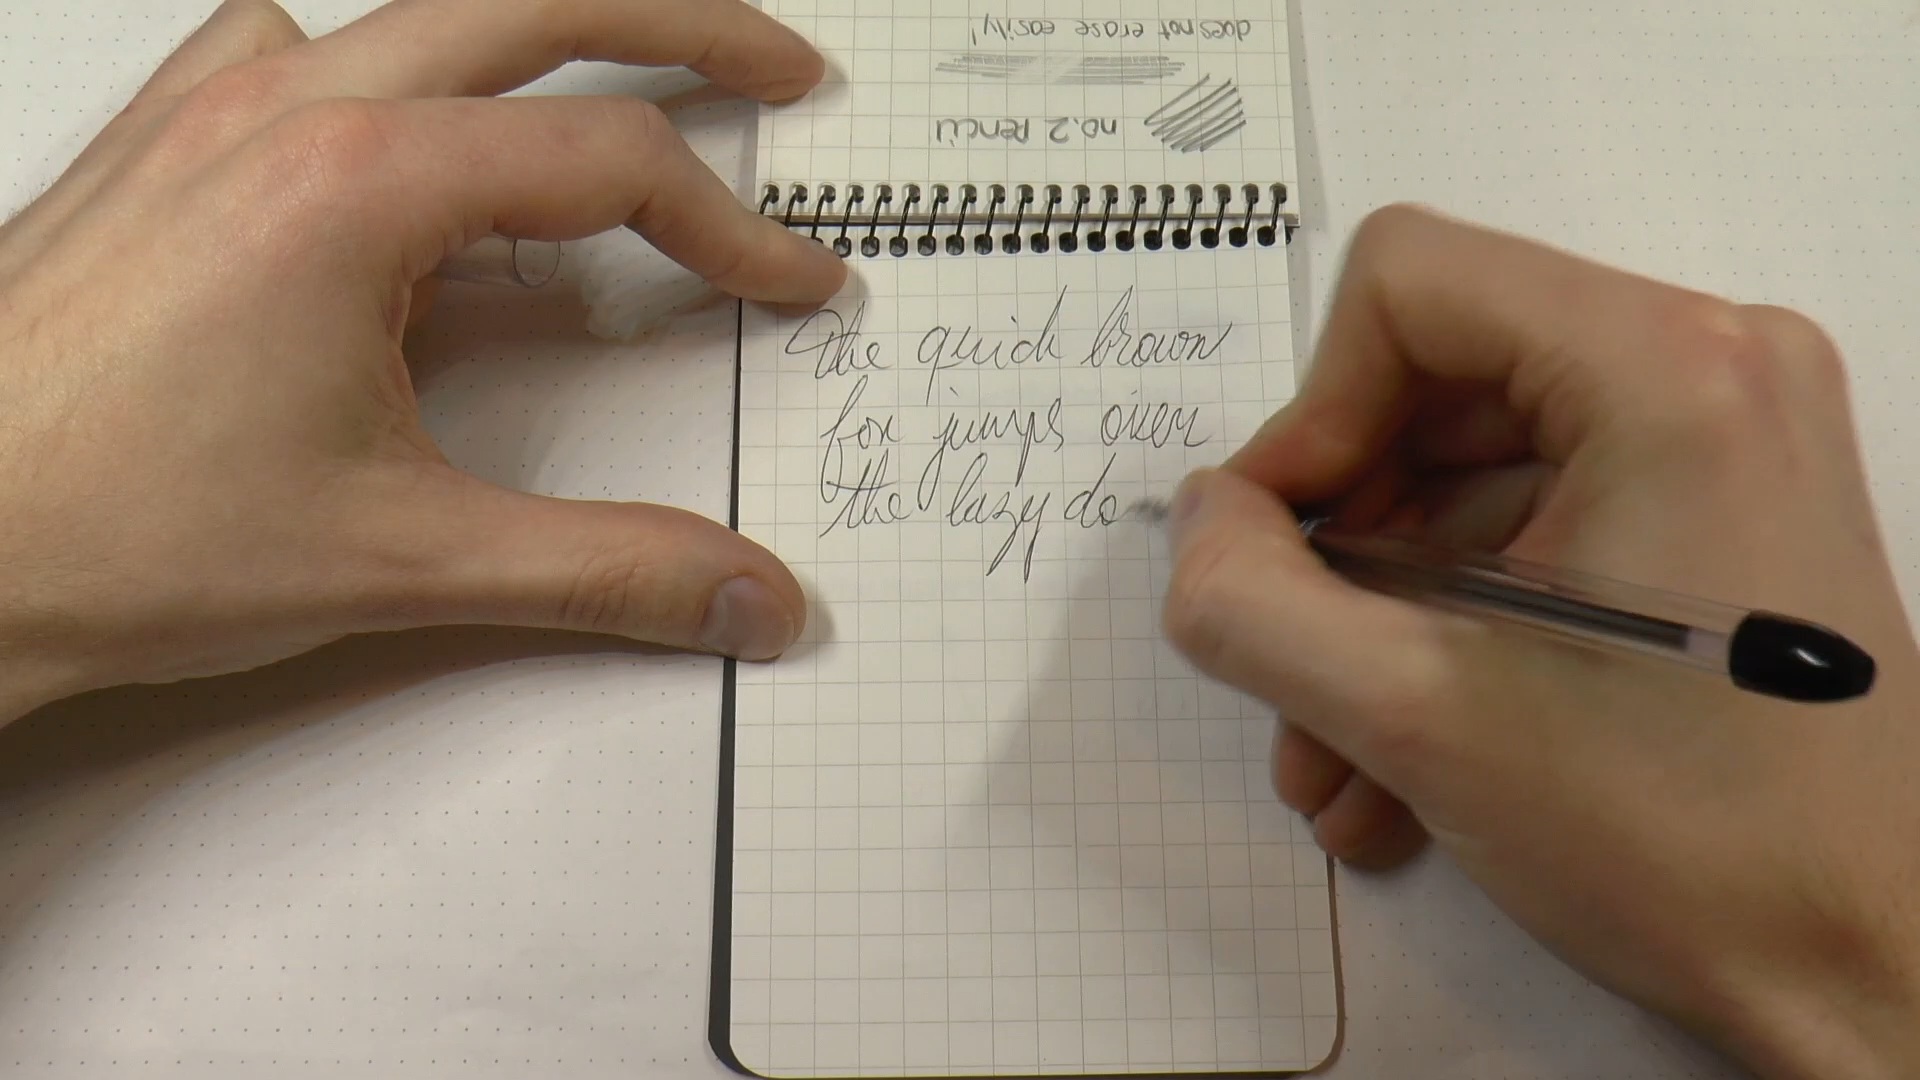 does not erase easily!
no.2 Pencil
The quick brown
fox jumps over
the lazy do